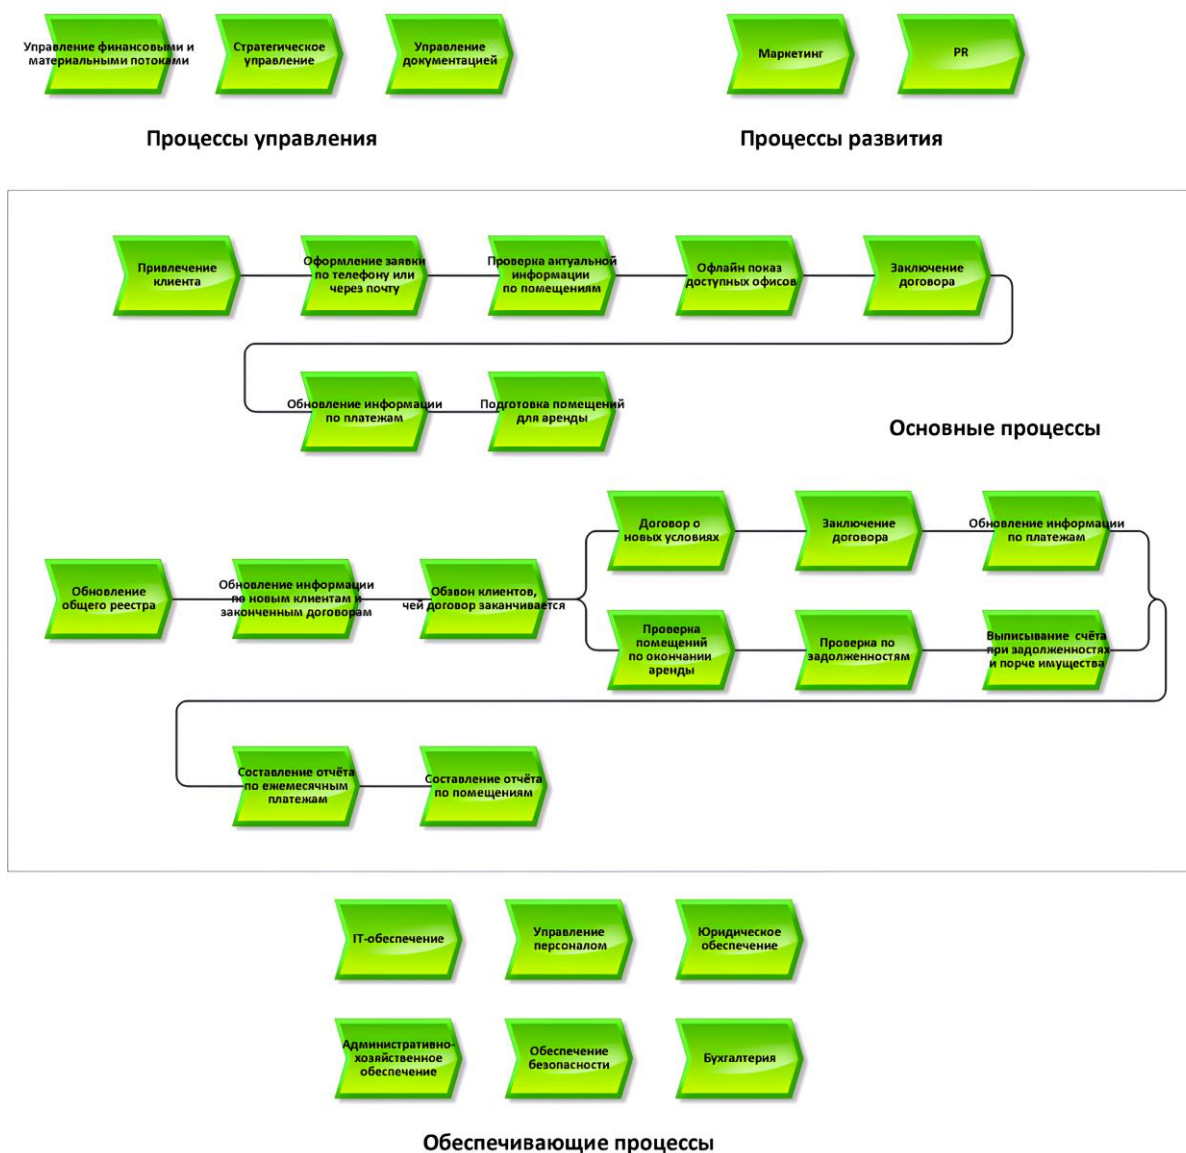 Управление финансовыми и
материальными потоками
Стратегическое
управление
Управление
документацией
Маркетинг
PR
Процессы управления
Процессы развития
Привлечение
клиента
Оформление заявки
по телефону или
через почту
Проверка актуальной
информации
по помещениям
Офлайн показ
доступных офисов
Заключение
договора
Обновление информации
по платежам
Подготовка помещений
для аренды
Основные процессы
Обновление
общего реестра
Обновление информации
по новым клиентам и
законченным договорам
Обзвон клиентов,
чей договор заканчивается
Договор о
новых условиях
Заключение
договора
Обновление информации
по платежам
Проверка
помещений
по окончании
аренды
Проверка по
задолженностям
Выписывание счёта
при задолженностях
и порче имущества
Составление отчёта
по ежемесячным
платежам
Составление отчёта
по помещениям
IT-обеспечение
Управление
персоналом
Юридическое
обеспечение
Административно-
хозяйственное
обеспечение
Обеспечение
безопасности
Бухгалтерия
Обеспечивающие процессы